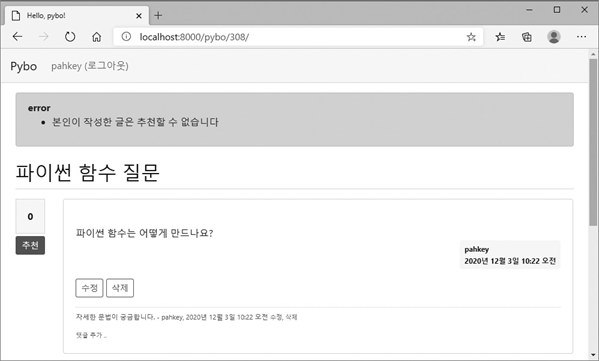 Hello, pybo!
localhost:8000/pybo/308/
Pybo pahkey (로그아웃)
error
본인이 작성한 글은 추천할 수 없습니다
파이썬 함수 질문
0
추천
파이썬 함수는 어떻게 만드나요?
pahkey
2020년 12월 3일 10:22 오전
수정 삭제
자세한 문법이 궁금합니다. - pahkey, 2020년 12월 3일 10:22 오전 수정, 삭제
댓글 추가 ..